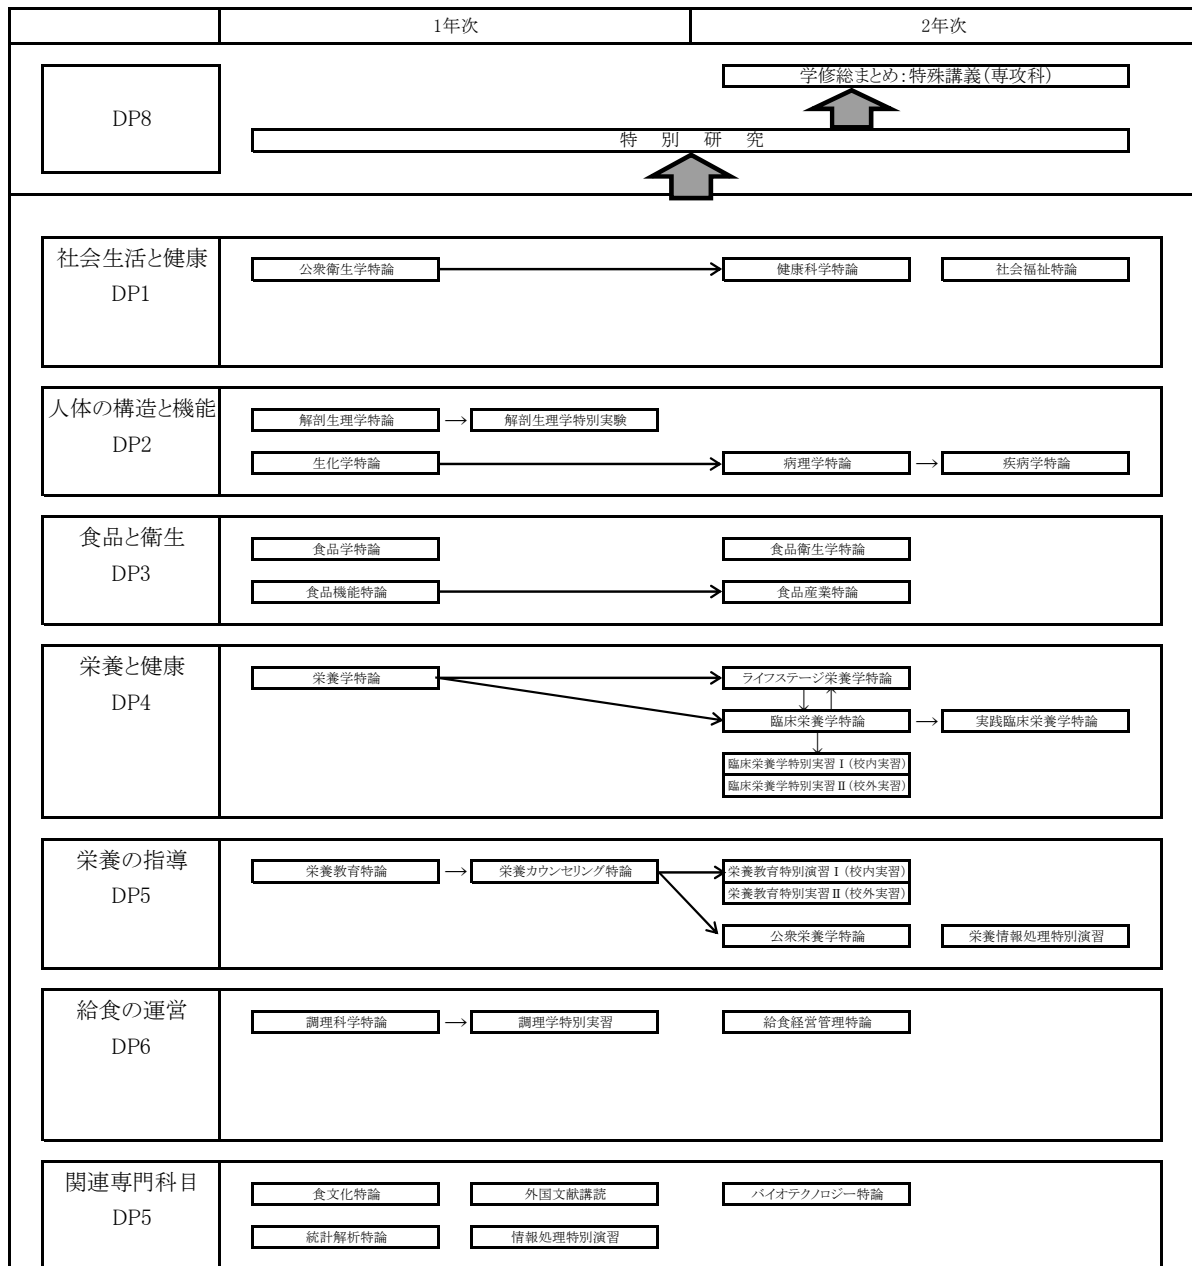 1年次 2年次
DP8
学修総まとめ:特殊講義(専攻科)
特 別 研 究
社会生活と健康
DP1
公衆衛生学特論 健康科学特論 社会福祉特論
人体の構造と機能
DP2
解剖生理学特論 → 解剖生理学特別実験
生化学特論 病理学特論 → 疾病学特論
食品と衛生
DP3
食品学特論 食品衛生学特論
食品機能特論 食品産業特論
栄養と健康
DP4
栄養学特論 ライフステージ栄養学特論
臨床栄養学特論 → 実践臨床栄養学特論
臨床栄養学特別実習Ⅰ(校内実習)
臨床栄養学特別実習Ⅱ(校外実習)
栄養の指導
DP5
栄養教育特論 → 栄養カウンセリング特論 栄養教育特別演習Ⅰ(校内実習)
栄養教育特別実習Ⅱ(校外実習)
公衆栄養学特論 栄養情報処理特別演習
給食の運営
DP6
調理科学特論 → 調理学特別実習 給食経営管理特論
関連専門科目
DP5
食文化特論 外国文献講読 バイオテクノロジー特論
統計解析特論 情報処理特別演習